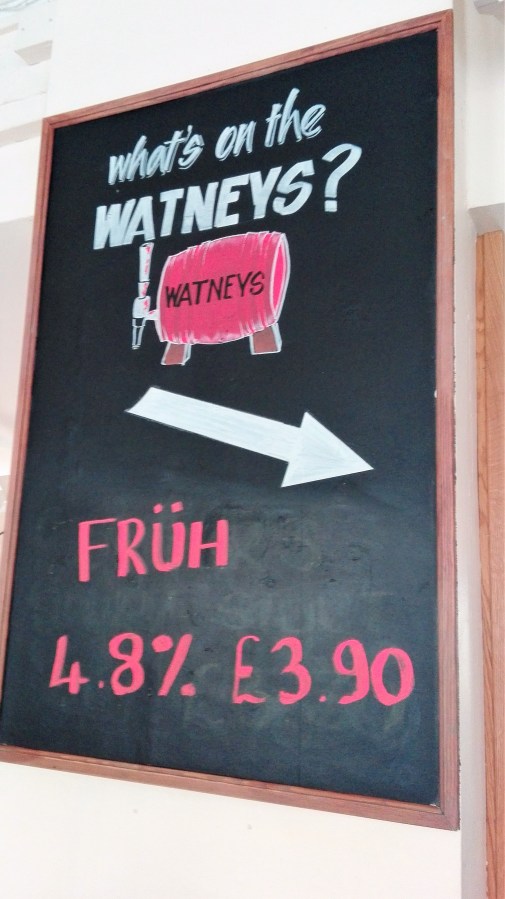 what's on the
WATNEYS?
WATNEYS
FRÜH
4.8% £3.90